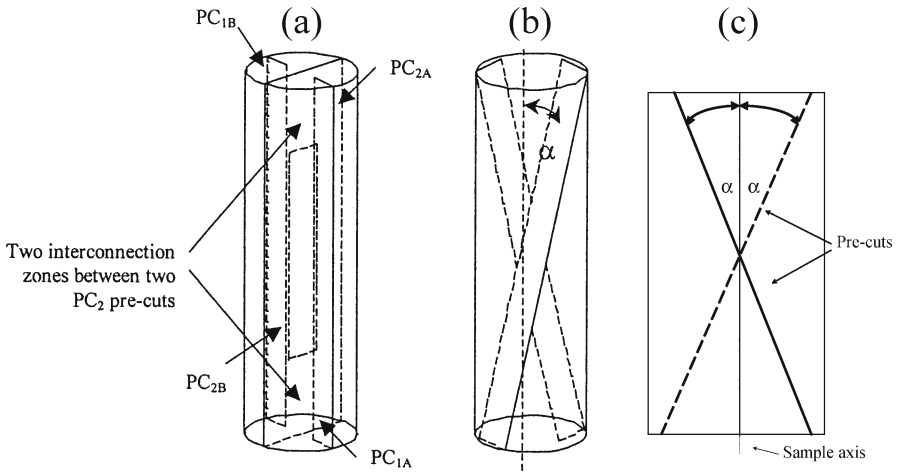 (a)
(b)
(c)
PC1B
PC2A
α
α α
Two interconnection
zones between two
PC2 pre-cuts
Pre-cuts
PC2B
PC1A
Sample axis